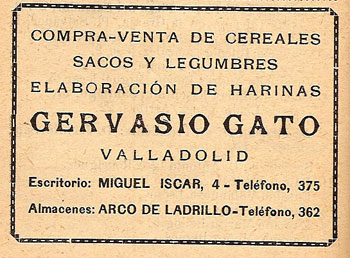 COMPRA-VENTA DE CEREALES
SACOS Y LEGUMBRES
ELABORACIÓN DE HARINAS
GERVASIO GATO
VALLADOLID
Escritorio: MIGUEL ISCAR, 4 - Teléfono, 375
Almacenes: ARCO DE LADRILLO-Teléfono, 362